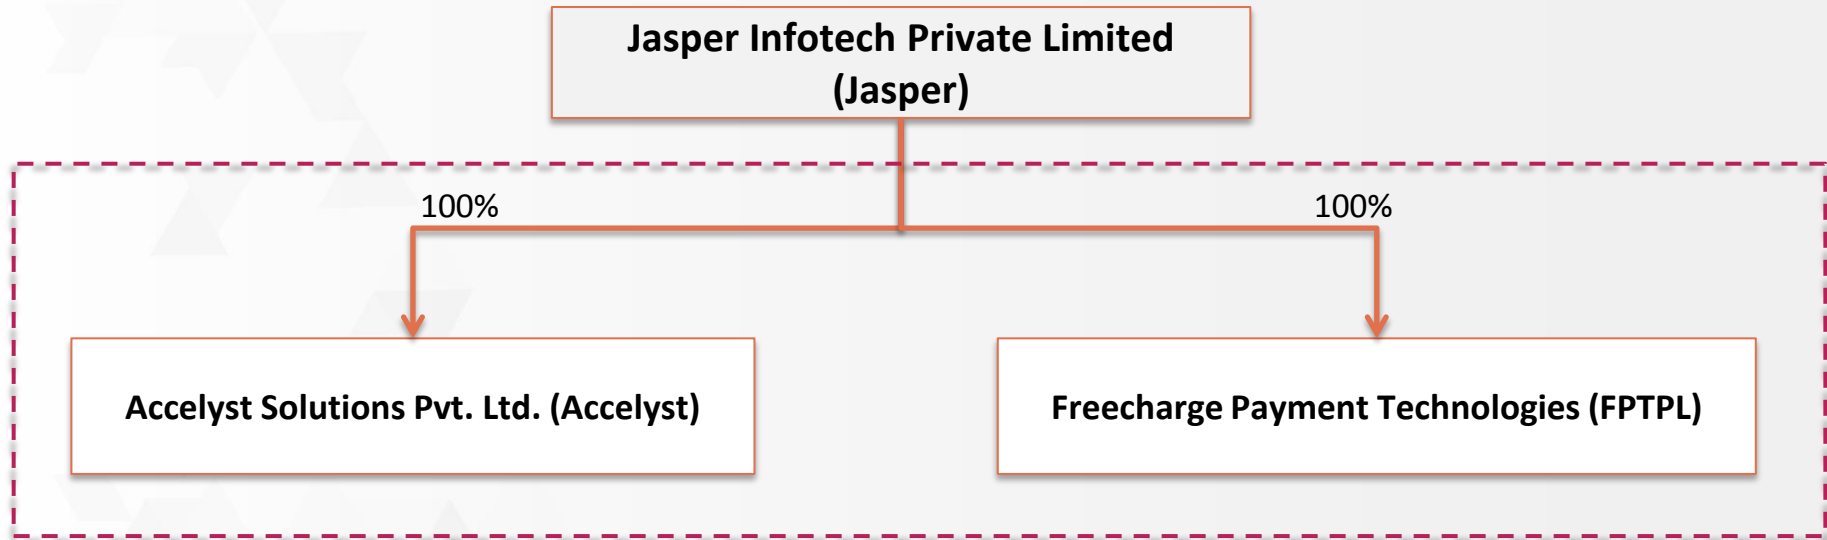 Jasper Infotech Private Limited
(Jasper)
100%
100%
Accelyst Solutions Pvt. Ltd. (Accelyst)
Freecharge Payment Technologies (FPTPL)